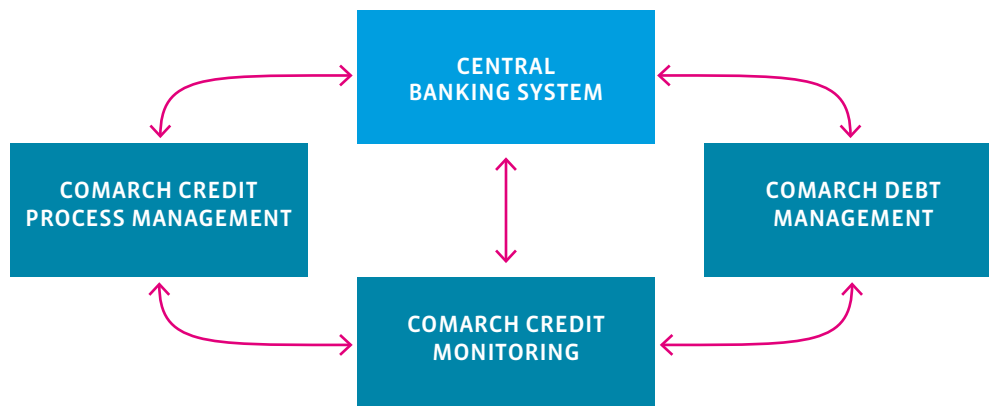 CENTRAL
BANKING SYSTEM
COMARCH CREDIT
PROCESS MANAGEMENT
COMARCH DEBT
MANAGEMENT
COMARCH CREDIT
MONITORING